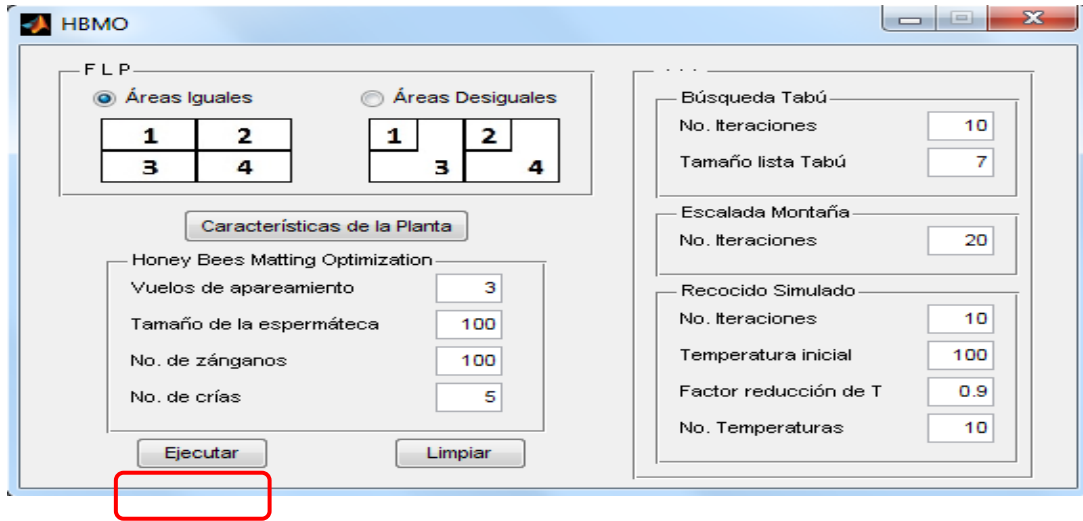 HBMO
F L P
Áreas Iguales
Áreas Desiguales
1 2
3 4
1 2
3 4
Características de la Planta
Honey Bees Matting Optimization
Vuelos de apareamiento 3
Tamaño de la espermáteca 100
No. de zánganos 100
No. de crías 5
Ejecutar
Limpiar
Búsqueda Tabú
No. Iteraciones 10
Tamaño lista Tabú 7
Escalada Montaña
No. Iteraciones 20
Recocido Simulado
No. Iteraciones 10
Temperatura inicial 100
Factor reducción de T 0.9
No. Temperaturas 10